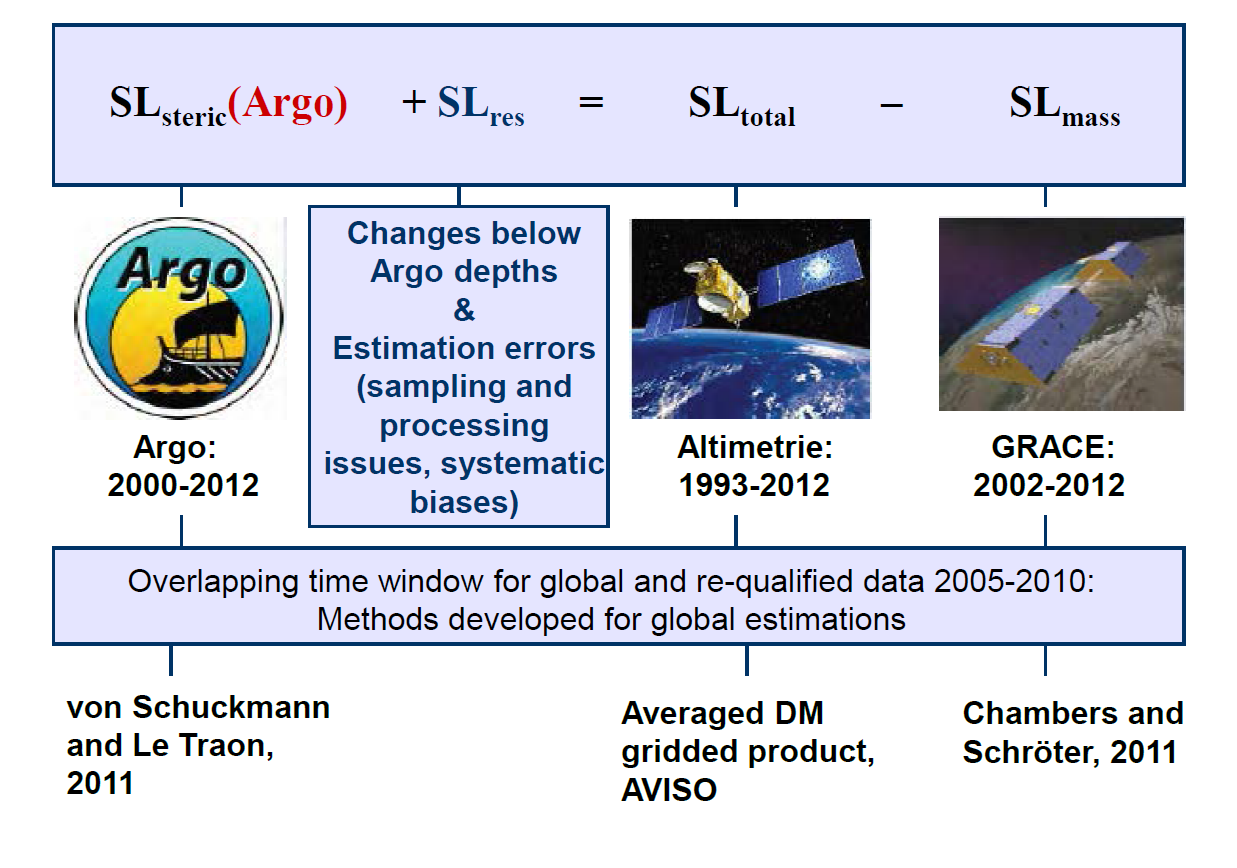 SLsteric(Argo) + SLres = SLtotal – SLmass
Argo
Changes below
Argo depths
&
Estimation errors
(sampling and
processing
issues, systematic
biases)
Argo:
2000-2012
Altimetrie:
1993-2012
GRACE:
2002-2012
Overlapping time window for global and re-qualified data 2005-2010:
Methods developed for global estimations
von Schuckmann
and Le Traon,
2011
Averaged DM
gridded product,
AVISO
Chambers and
Schröter, 2011